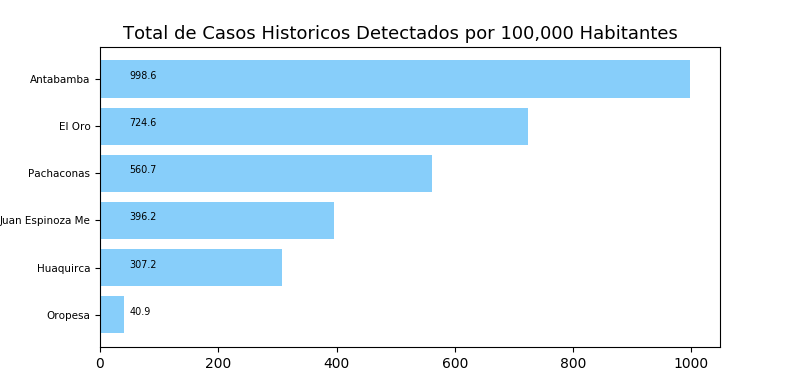 Total de Casos Historicos Detectados por 100,000 Habitantes
Antabamba 998.6
El Oro 724.6
Pachaconas 560.7
Juan Espinoza Me 396.2
Huaquirca 307.2
Oropesa 40.9
0 200 400 600 800 1000